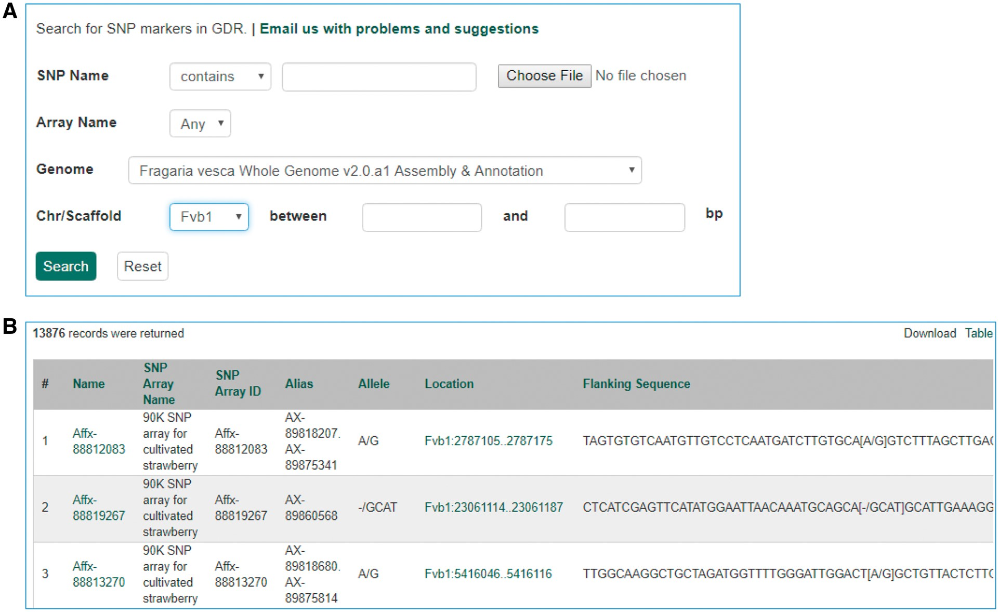 A
Search for SNP markers in GDR. | Email us with problems and suggestions
SNP Name contains Choose File No file chosen
Array Name Any
Genome Fragaria vesca Whole Genome v2.0.a1 Assembly & Annotation
Chr/Scaffold Fvb1 between and bp
Search Reset
B
13876 records were returned Download Table
# Name SNP Array Name SNP Array ID Alias Allele Location Flanking Sequence
1 Affx-88812083 90K SNP array for cultivated strawberry Affx-88812083 AX-89818207. AX-89875341 A/G Fvb1:2787105..2787175 TAGTGTGTCAATGTTGTCCTCAATGATCTTGTGCA[A/G]GTCTTTAGCTTGAC
2 Affx-88819267 90K SNP array for cultivated strawberry Affx-88819267 AX-89860568 -/GCAT Fvb1:23061114..23061187 CTCATCGAGTTCATATGGAATTAACAAATGCAGCA[-/GCAT]GCATTGAAAGG
3 Affx-88813270 90K SNP array for cultivated strawberry Affx-88813270 AX-89818680. AX-89875814 A/G Fvb1:5416046..5416116 TTGGCAAGGCTGCTAGATGGTTTTGGGATTGGACT[A/G]GCTGTTACTCTTC